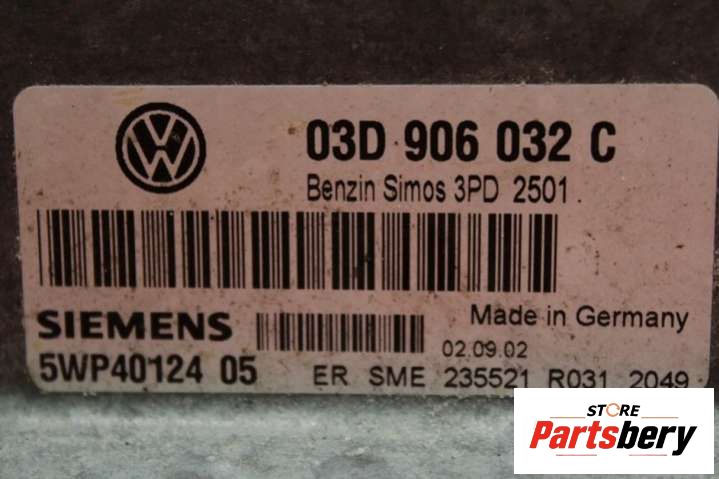 03D 906 032 C
Benzin Simos 3PD 2501
Made in Germany
SIEMENS
02.09.02
5WP40124 05
ER SME 235521 R031 2049
STORE
Partsbery